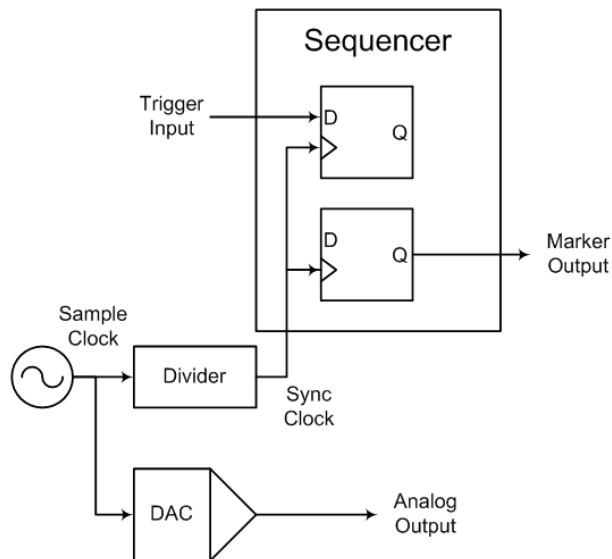 Sequencer
Trigger
Input
D
Q
D
Q
Marker
Output
Sample
Clock
Divider
Sync
Clock
DAC
Analog
Output